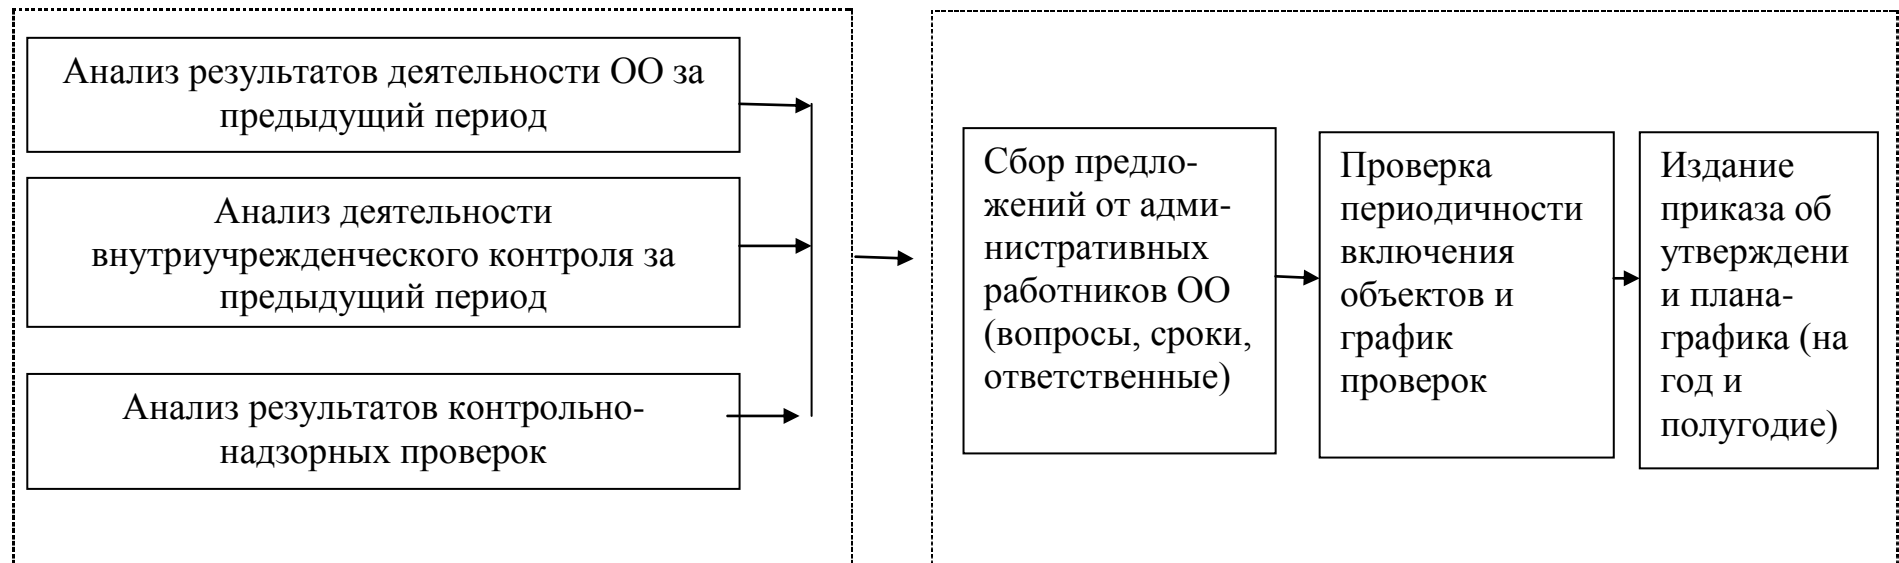 Анализ результатов деятельности ОО за
предыдущий период
Анализ деятельности
внутриучрежденческого контроля за
предыдущий период
Анализ результатов контрольно-
надзорных проверок
Сбор предло-
жений от адми-
нистративных
работников ОО
(вопросы, сроки,
ответственные)
Проверка
периодичности
включения
объектов и
график
проверок
Издание
приказа об
утверждени
и плана-
графика (на
год и
полугодие)